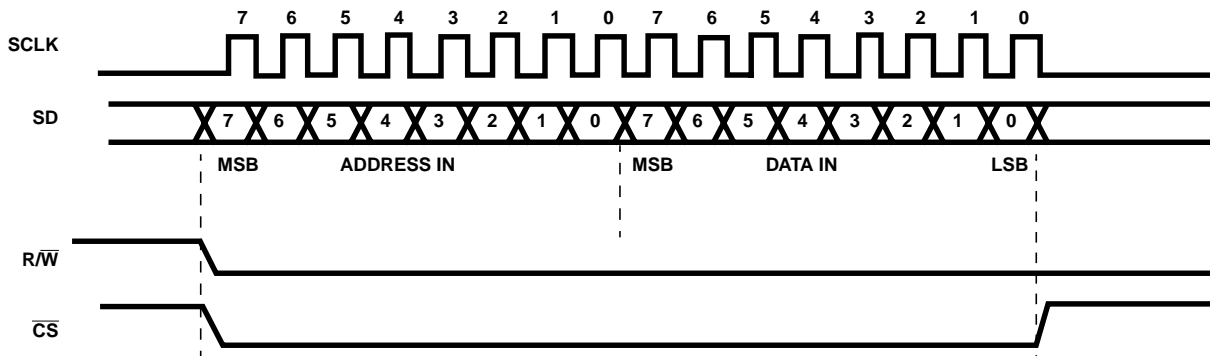 7 6 5 4 3 2 1 0 7 6 5 4 3 2 1 0
SCLK
SD
7 6 5 4 3 2 1 0 7 6 5 4 3 2 1 0
MSB ADDRESS IN MSB DATA IN LSB
R/W̅
C̅S̅